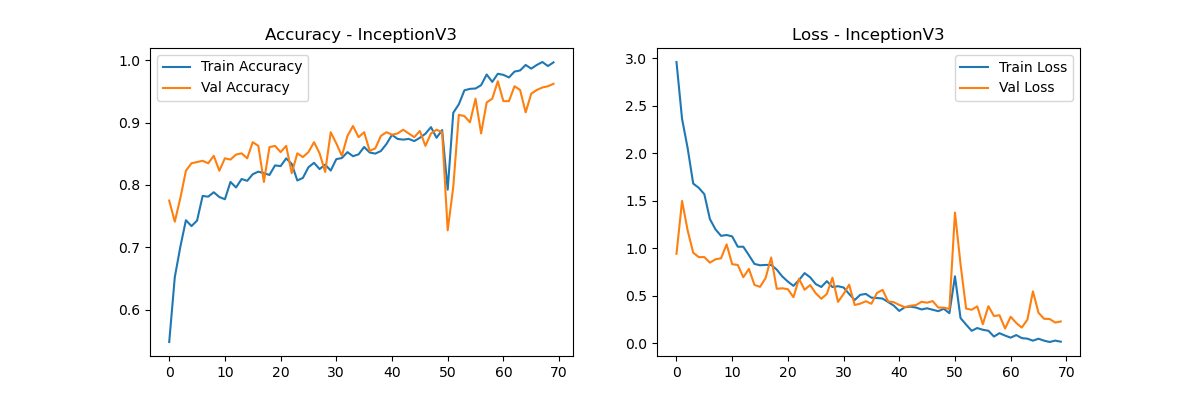 Accuracy - InceptionV3
Train Accuracy
Val Accuracy
1.0
0.9
0.8
0.7
0.6
0 10 20 30 40 50 60 70
Loss - InceptionV3
Train Loss
Val Loss
3.0
2.5
2.0
1.5
1.0
0.5
0.0
0 10 20 30 40 50 60 70